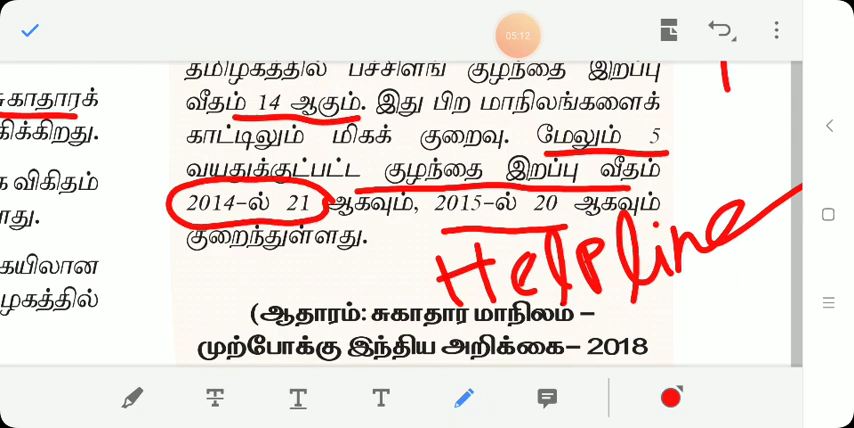 05:12
தமிழகத்தில் பச்சிளங் குழந்தை இறப்பு
சுகாதாரக்
வீதம் 14 ஆகும். இது பிற மாநிலங்களைக்
கிக்கிறது.
காட்டிலும் மிகக் குறைவு. மேலும் 5
வயதுக்குட்பட்ட குழந்தை இறப்பு வீதம்
க விகிதம்
2014-ல் 21 ஆகவும், 2015-ல் 20 ஆகவும்
ளது.
குறைந்துள்ளது.
Helpline
கையிலான
ழகத்தில்
(ஆதாரம்: சுகாதார மாநிலம் –
முற்போக்கு இந்திய அறிக்கை– 2018
T
T
T